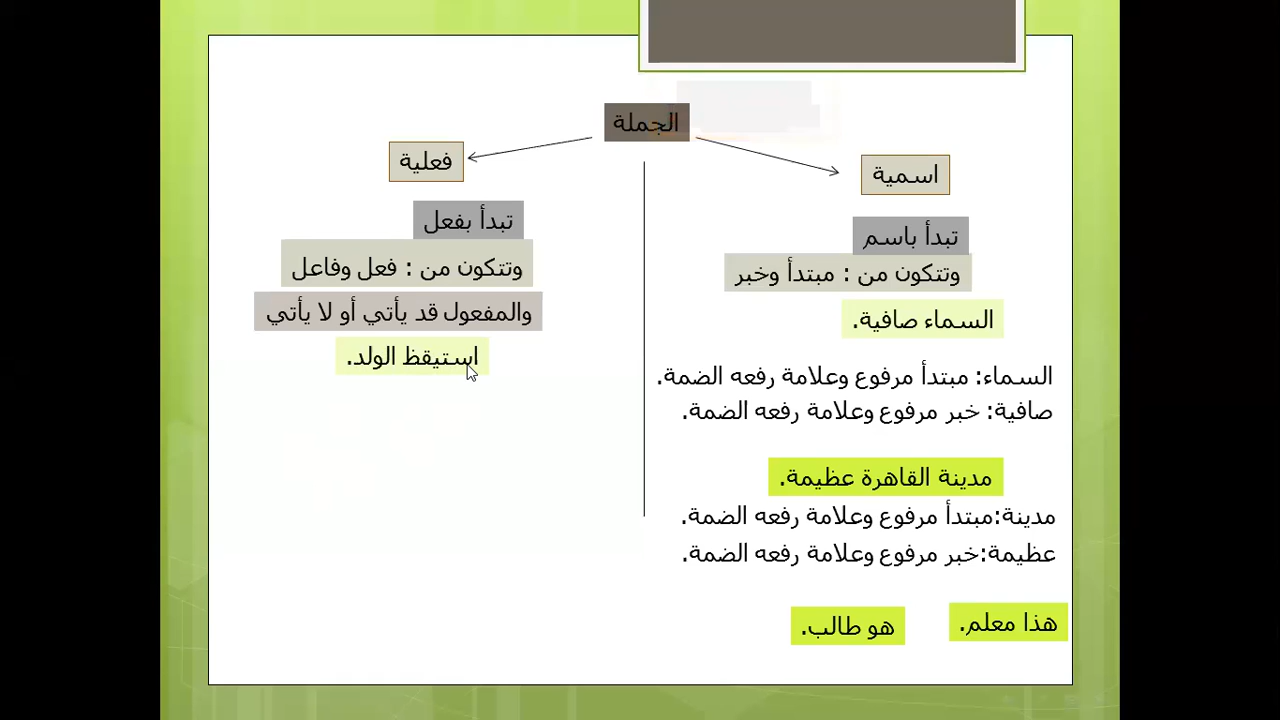 الجملة
اسمية
تبدأ باسم
وتتكون من : مبتدأ وخبر
السماء صافية.
السماء: مبتدأ مرفوع وعلامة رفعه الضمة.
صافية: خبر مرفوع وعلامة رفعه الضمة.
مدينة القاهرة عظيمة.
مدينة:مبتدأ مرفوع وعلامة رفعه الضمة.
عظيمة:خبر مرفوع وعلامة رفعه الضمة.
هذا معلم.
هو طالب.
فعلية
تبدأ بفعل
وتتكون من : فعل وفاعل
والمفعول قد يأتي أو لا يأتي
استيقظ الولد.